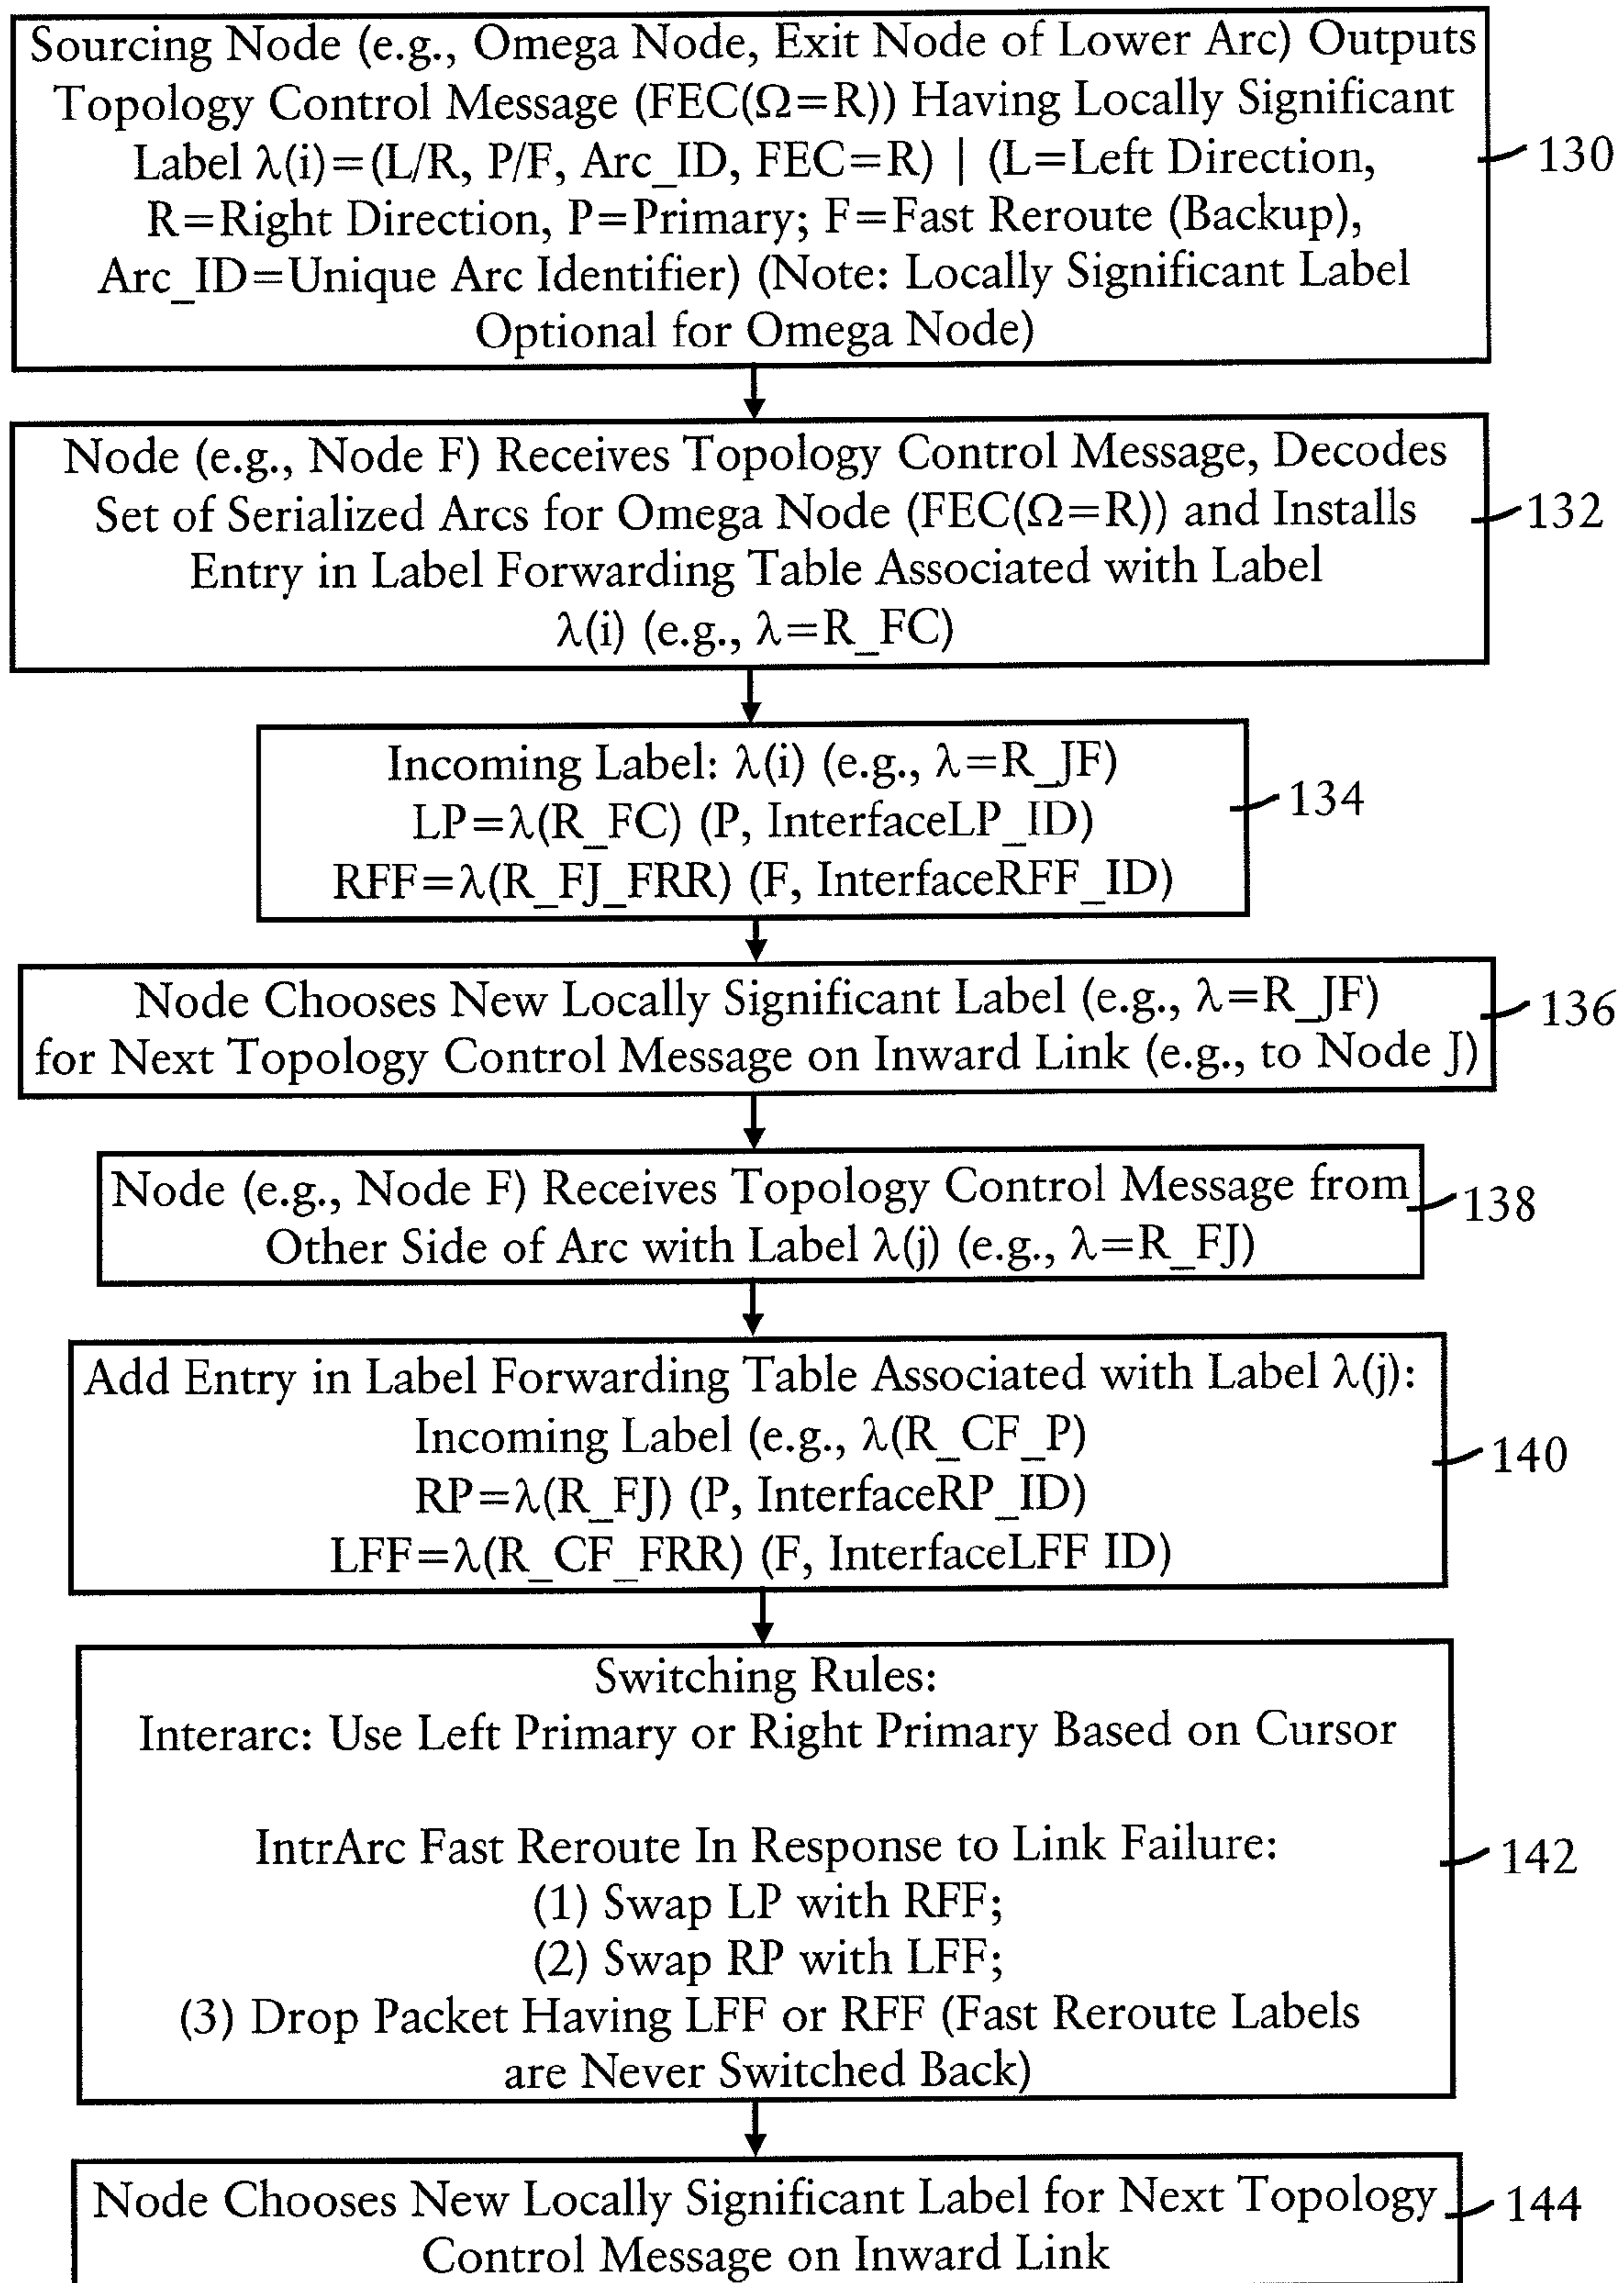 Sourcing Node (e.g., Omega Node, Exit Node of Lower Arc) Outputs
Topology Control Message (FEC(Ω=R)) Having Locally Significant
Label λ(i)=(L/R, P/F, Arc_ID, FEC=R) | (L=Left Direction,
R=Right Direction, P=Primary; F=Fast Reroute (Backup),
Arc_ID=Unique Arc Identifier) (Note: Locally Significant Label
Optional for Omega Node)
130
Node (e.g., Node F) Receives Topology Control Message, Decodes
Set of Serialized Arcs for Omega Node (FEC(Ω=R)) and Installs
Entry in Label Forwarding Table Associated with Label
λ(i) (e.g., λ=R_FC)
132
Incoming Label: λ(i) (e.g., λ=R_JF)
LP=λ(R_FC) (P, InterfaceLP_ID)
RFF=λ(R_FJ_FRR) (F, InterfaceRFF_ID)
134
Node Chooses New Locally Significant Label (e.g., λ=R_JF)
for Next Topology Control Message on Inward Link (e.g., to Node J)
136
Node (e.g., Node F) Receives Topology Control Message from
Other Side of Arc with Label λ(j) (e.g., λ=R_FJ)
138
Add Entry in Label Forwarding Table Associated with Label λ(j):
Incoming Label (e.g., λ(R_CF_P)
RP=λ(R_FJ) (P, InterfaceRP_ID)
LFF=λ(R_CF_FRR) (F, InterfaceLFF ID)
140
Switching Rules:
Interarc: Use Left Primary or Right Primary Based on Cursor
IntrArc Fast Reroute In Response to Link Failure:
(1) Swap LP with RFF;
(2) Swap RP with LFF;
(3) Drop Packet Having LFF or RFF (Fast Reroute Labels
are Never Switched Back)
142
Node Chooses New Locally Significant Label for Next Topology
Control Message on Inward Link
144